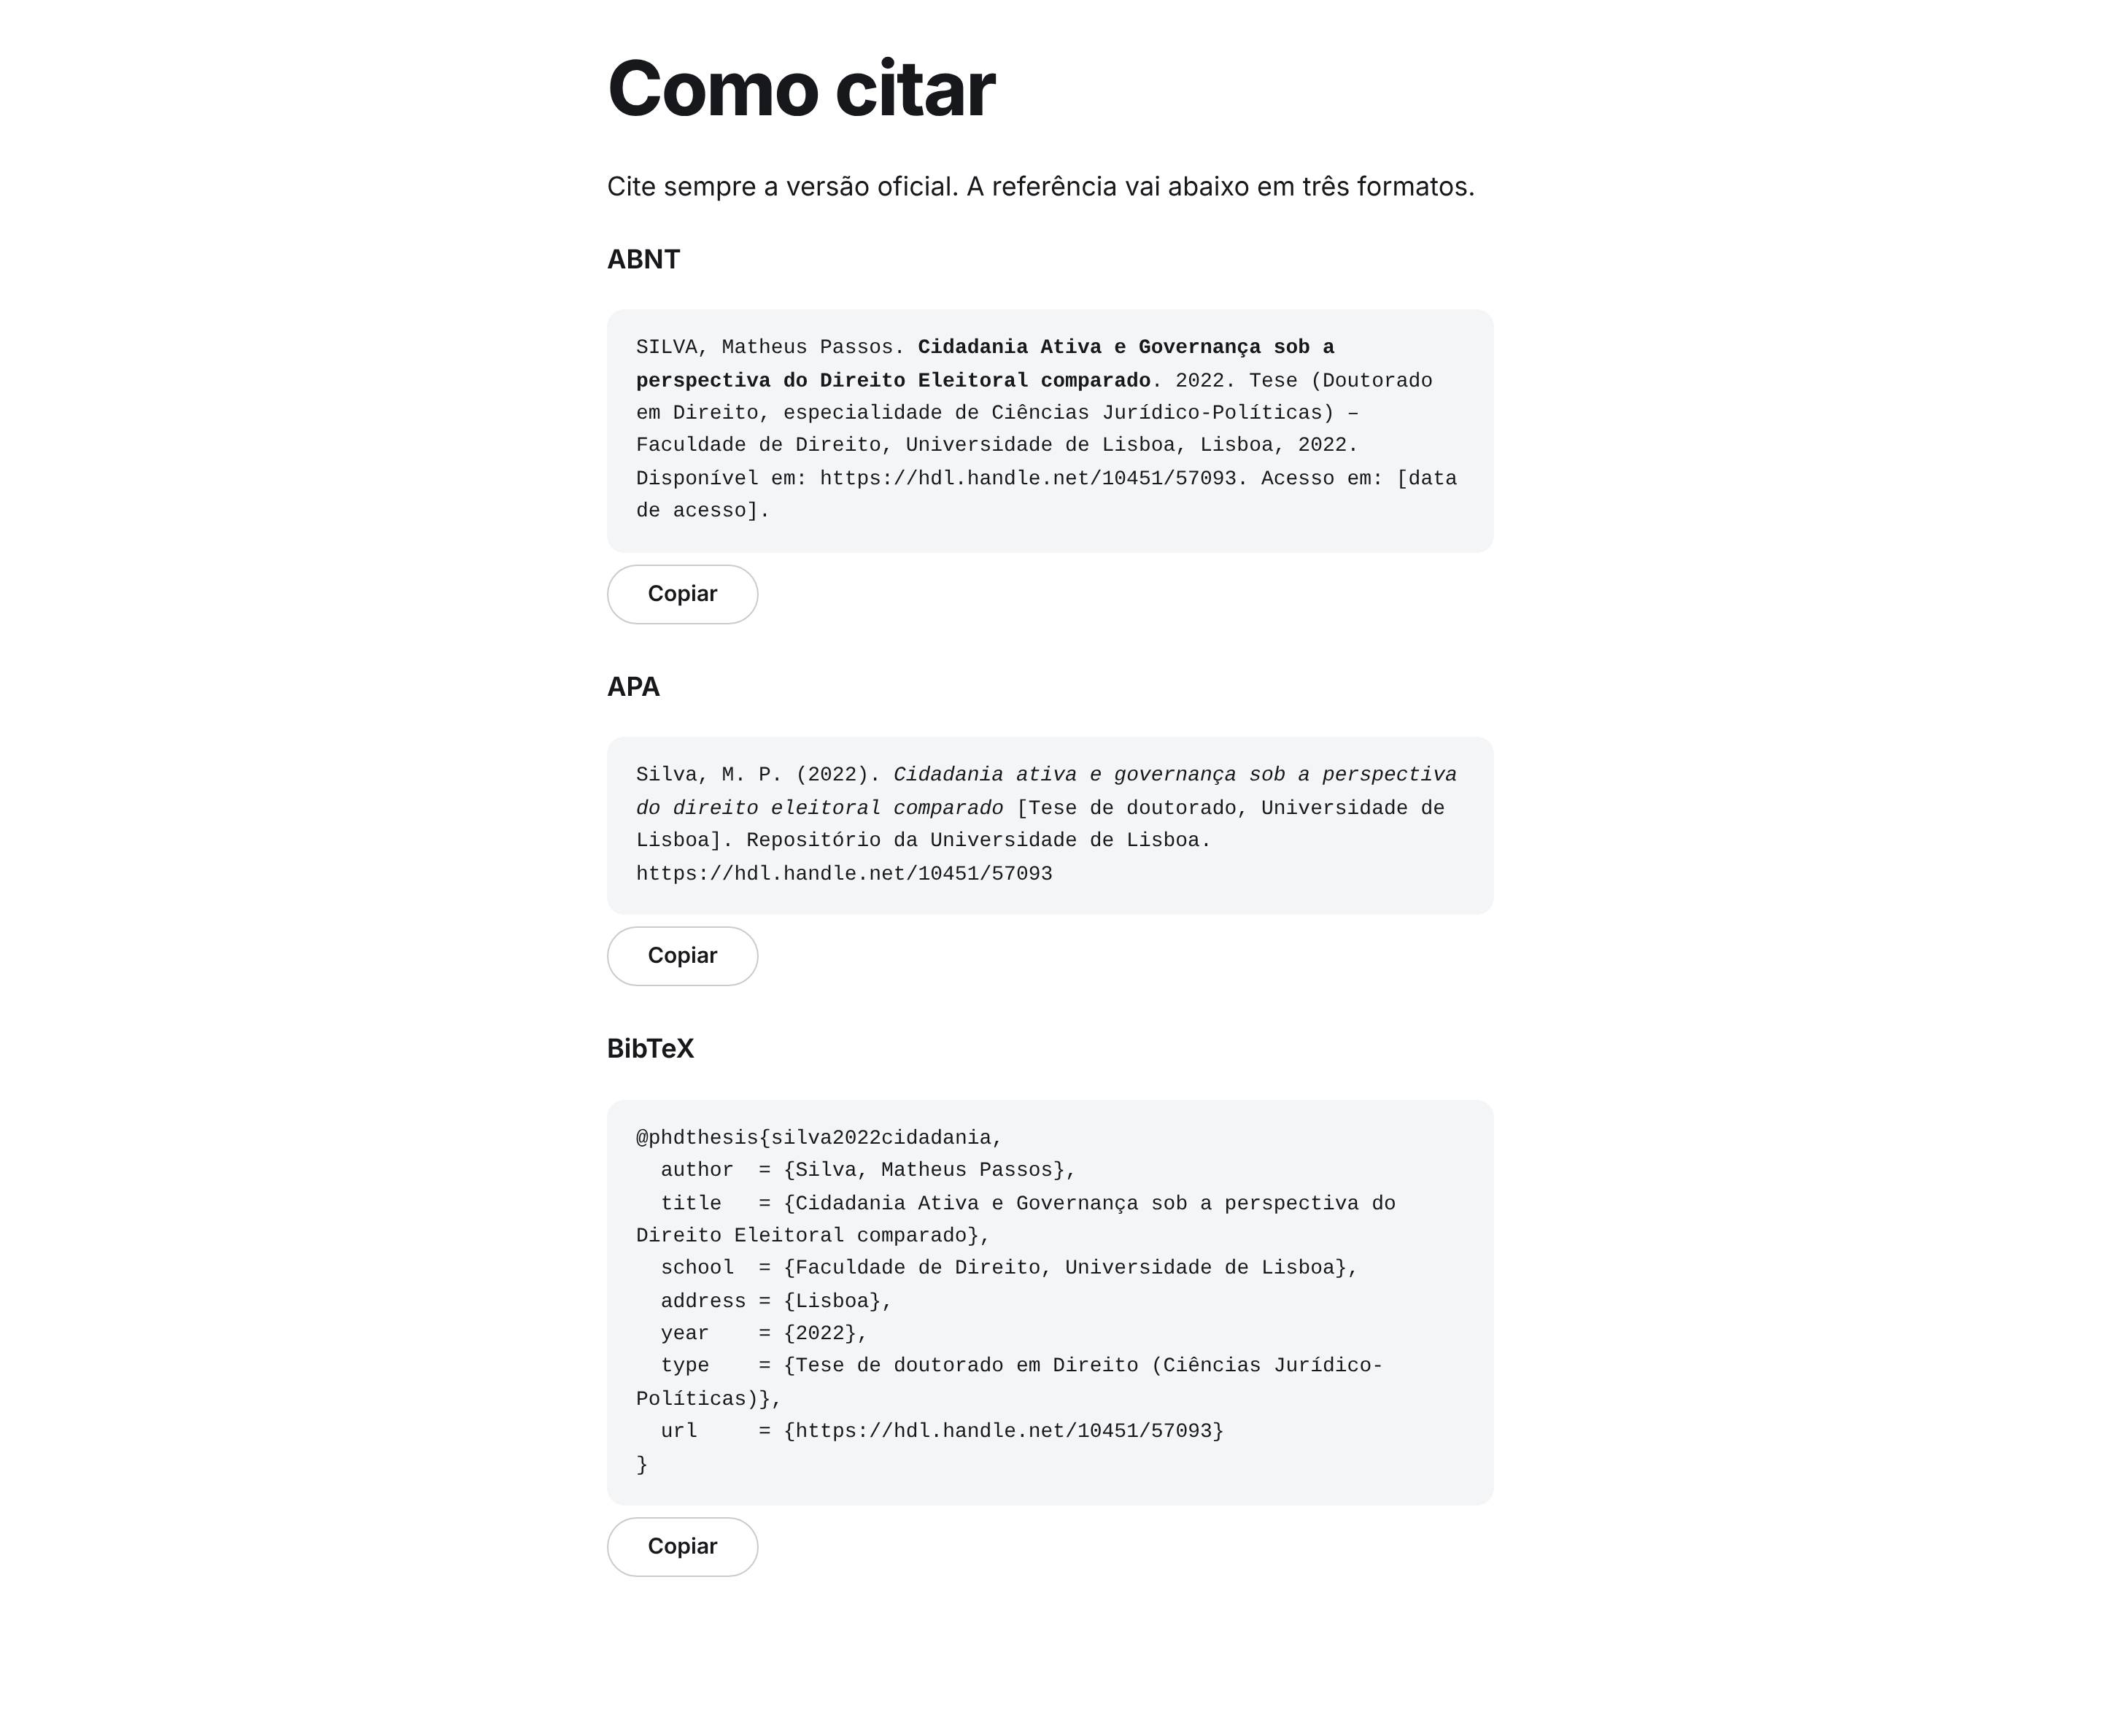 Como citar
Cite sempre a versão oficial. A referência vai abaixo em três formatos.
ABNT
SILVA, Matheus Passos. Cidadania Ativa e Governança sob a
perspectiva do Direito Eleitoral comparado. 2022. Tese (Doutorado
em Direito, especialidade de Ciências Jurídico-Políticas) –
Faculdade de Direito, Universidade de Lisboa, Lisboa, 2022.
Disponível em: https://hdl.handle.net/10451/57093. Acesso em: [data
de acesso].
Copiar
APA
Silva, M. P. (2022). Cidadania ativa e governança sob a perspectiva
do direito eleitoral comparado [Tese de doutorado, Universidade de
Lisboa]. Repositório da Universidade de Lisboa.
https://hdl.handle.net/10451/57093
Copiar
BibTeX
@phdthesis{silva2022cidadania,
  author  = {Silva, Matheus Passos},
  title   = {Cidadania Ativa e Governança sob a perspectiva do
Direito Eleitoral comparado},
  school  = {Faculdade de Direito, Universidade de Lisboa},
  address = {Lisboa},
  year    = {2022},
  type    = {Tese de doutorado em Direito (Ciências Jurídico-
Políticas)},
  url     = {https://hdl.handle.net/10451/57093}
}
Copiar